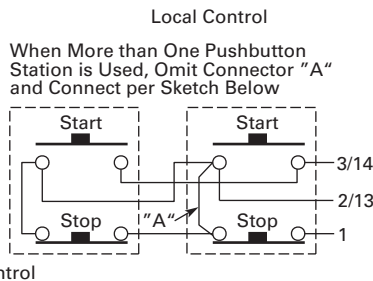 Local Control
When More than One Pushbutton
Station is Used, Omit Connector ”A“
and Connect per Sketch Below
Start
Start
3/14
2/13
Stop
”A“
Stop
1
ntrol